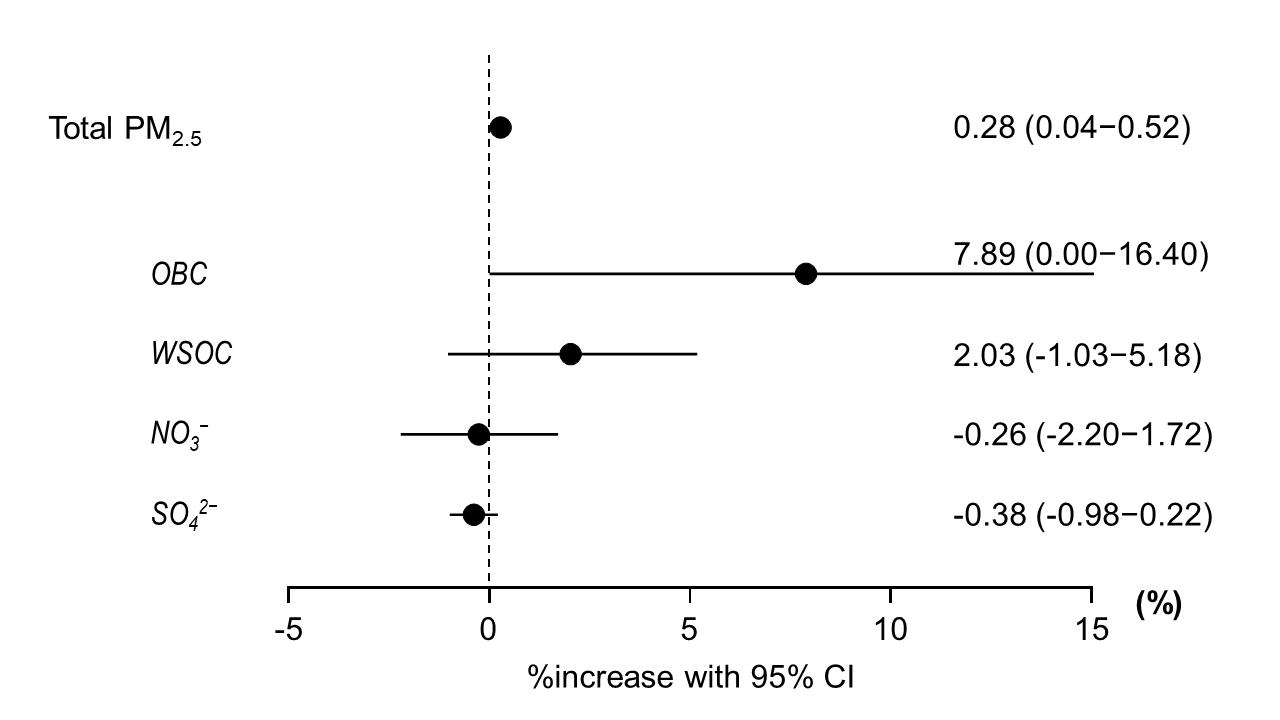 Total PM₂.₅ 0.28 (0.04−0.52)
OBC 7.89 (0.00−16.40)
WSOC 2.03 (-1.03−5.18)
NO₃⁻ -0.26 (-2.20−1.72)
SO₄²⁻ -0.38 (-0.98−0.22)
-5 0 5 10 15 (%)
%increase with 95% CI